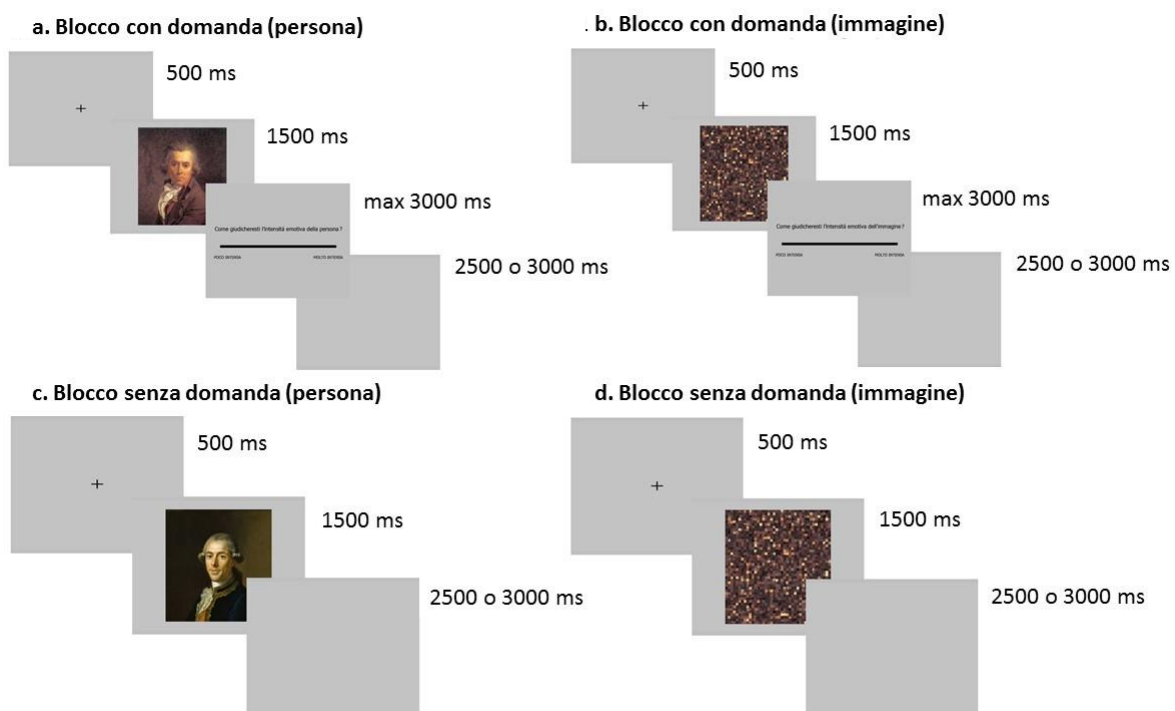 a. Blocco con domanda (persona)
500 ms
1500 ms
max 3000 ms
Come giudicheresti l'intensità emotiva della persona?
POCO INTENSA
MOLTO INTENSA
2500 o 3000 ms
. b. Blocco con domanda (immagine)
500 ms
1500 ms
max 3000 ms
Come giudicheresti l'intensità emotiva dell'immagine?
POCO INTENSA
MOLTO INTENSA
2500 o 3000 ms
c. Blocco senza domanda (persona)
500 ms
1500 ms
2500 o 3000 ms
d. Blocco senza domanda (immagine)
500 ms
1500 ms
2500 o 3000 ms